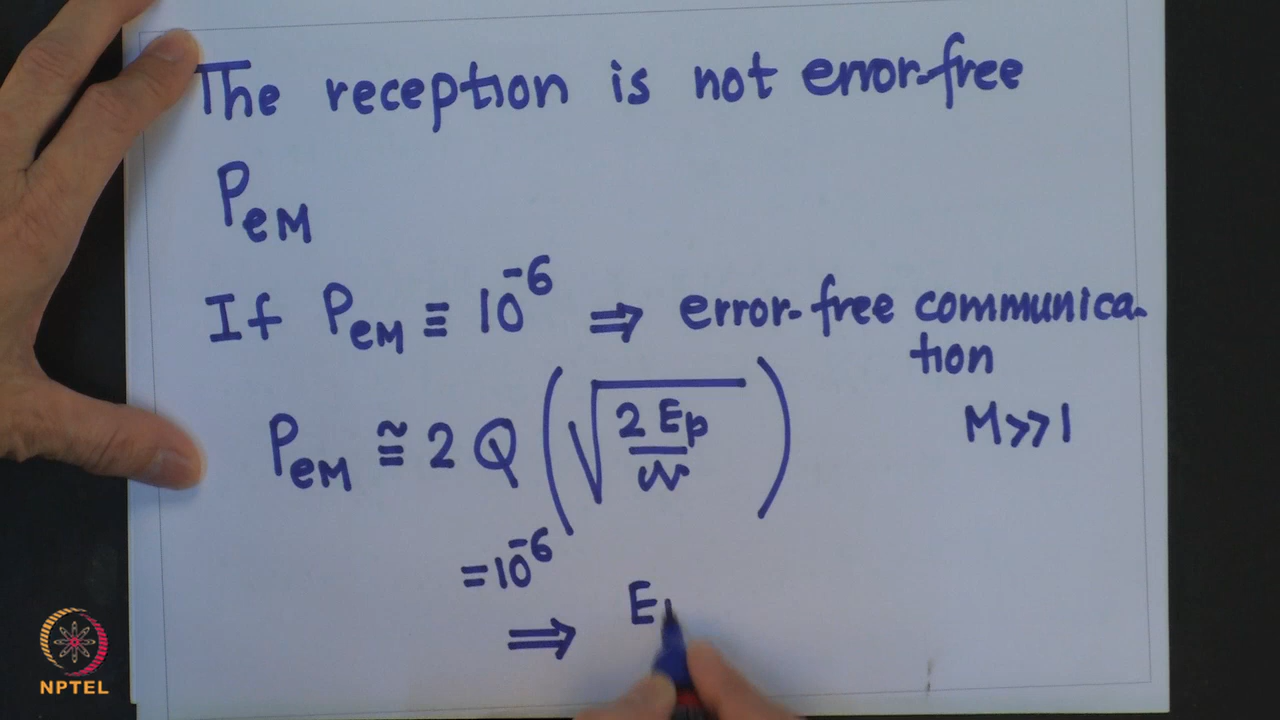 The reception is not error-free
PeM
If PeM ≡ 10⁻⁶ ⇒ error-free communica-
tion
PeM ≅ 2 Q (√(2 Ep / 𝒩)) M>>1
= 10⁻⁶
⇒ E
NPTEL